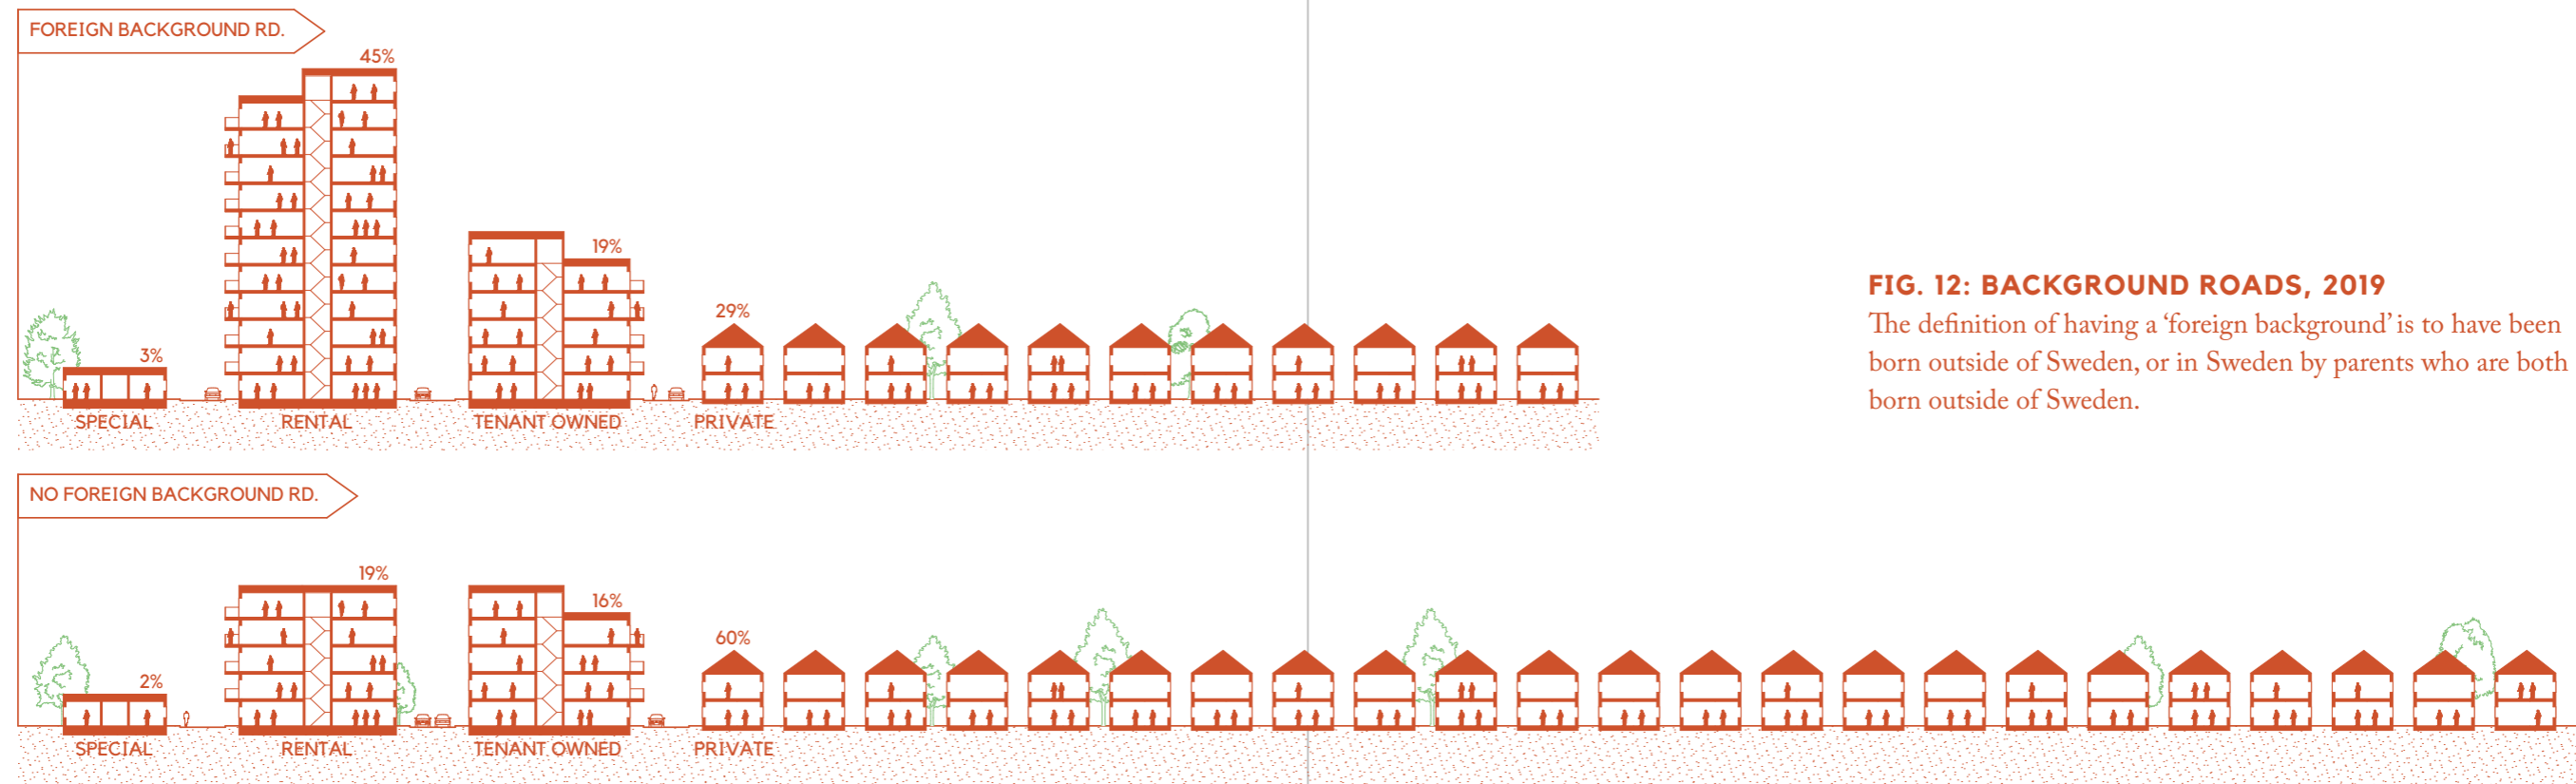 FOREIGN BACKGROUND RD.
45%
19%
29%
3%
SPECIAL
RENTAL
TENANT OWNED
PRIVATE
FIG. 12: BACKGROUND ROADS, 2019
The definition of having a ‘foreign background’ is to have been
born outside of Sweden, or in Sweden by parents who are both
born outside of Sweden.
NO FOREIGN BACKGROUND RD.
19%
16%
60%
2%
SPECIAL
RENTAL
TENANT OWNED
PRIVATE